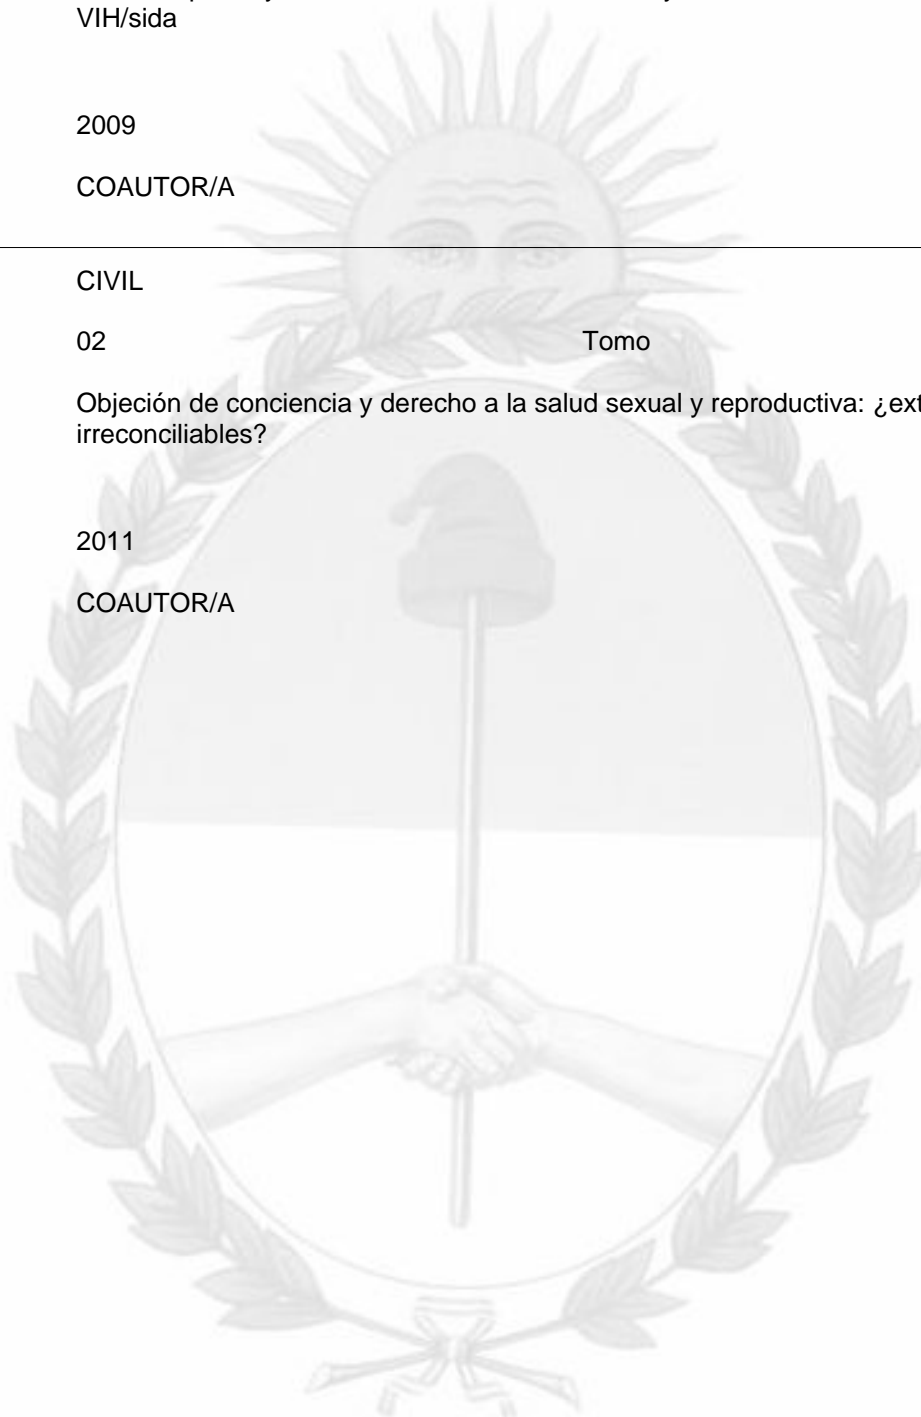 VIH/sida
2009
COAUTOR/A
CIVIL
02 Tomo
Objeción de conciencia y derecho a la salud sexual y reproductiva: ¿ext
irreconciliables?
2011
COAUTOR/A